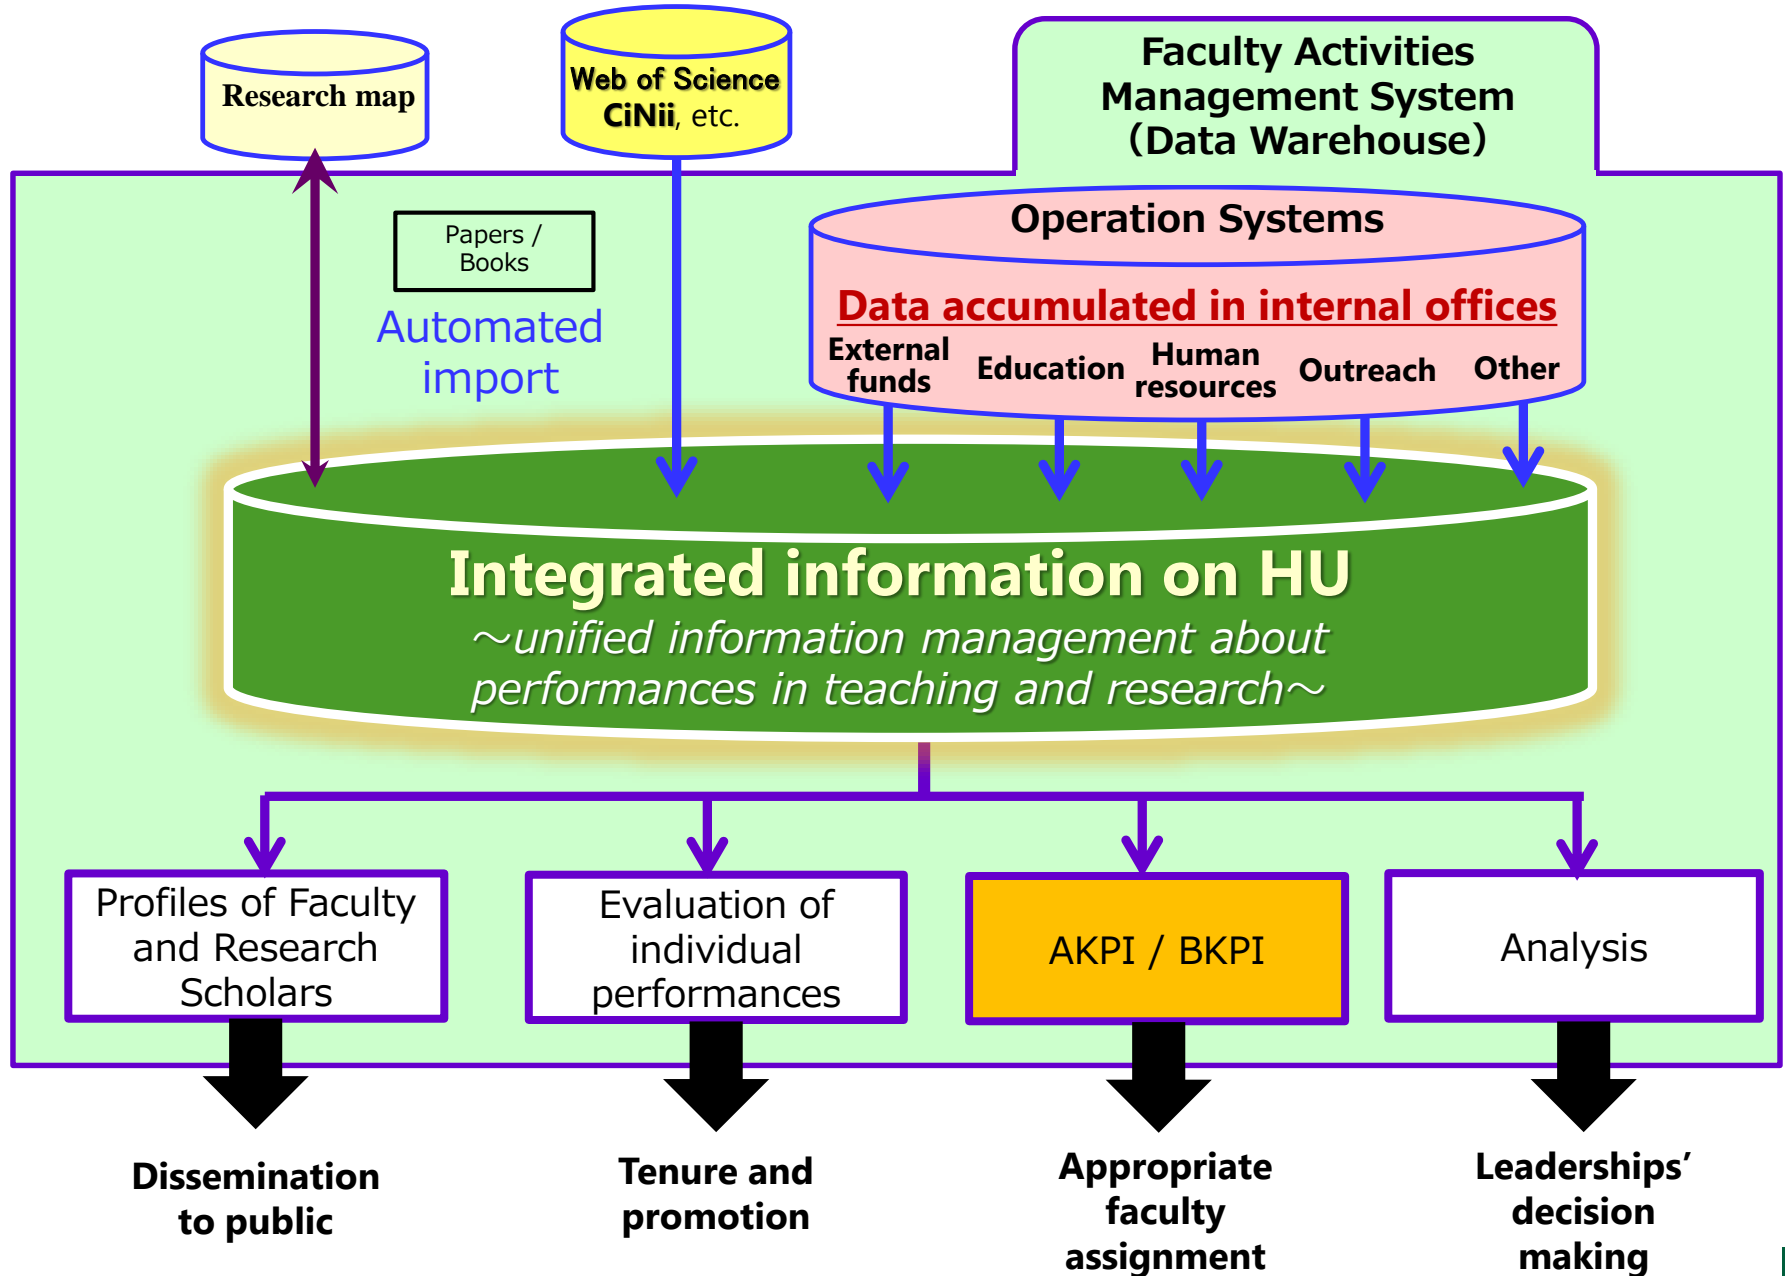 Research map
Web of Science
CiNii, etc.
Faculty Activities
Management System
（Data Warehouse）
Papers /
Books
Automated
import
Operation Systems
Data accumulated in internal offices
External
funds
Education
Human
resources
Outreach
Other
Integrated information on HU
～unified information management about
performances in teaching and research～
Profiles of Faculty
and Research
Scholars
Evaluation of
individual
performances
AKPI / BKPI
Analysis
Dissemination
to public
Tenure and
promotion
Appropriate
faculty
assignment
Leaderships’
decision
making